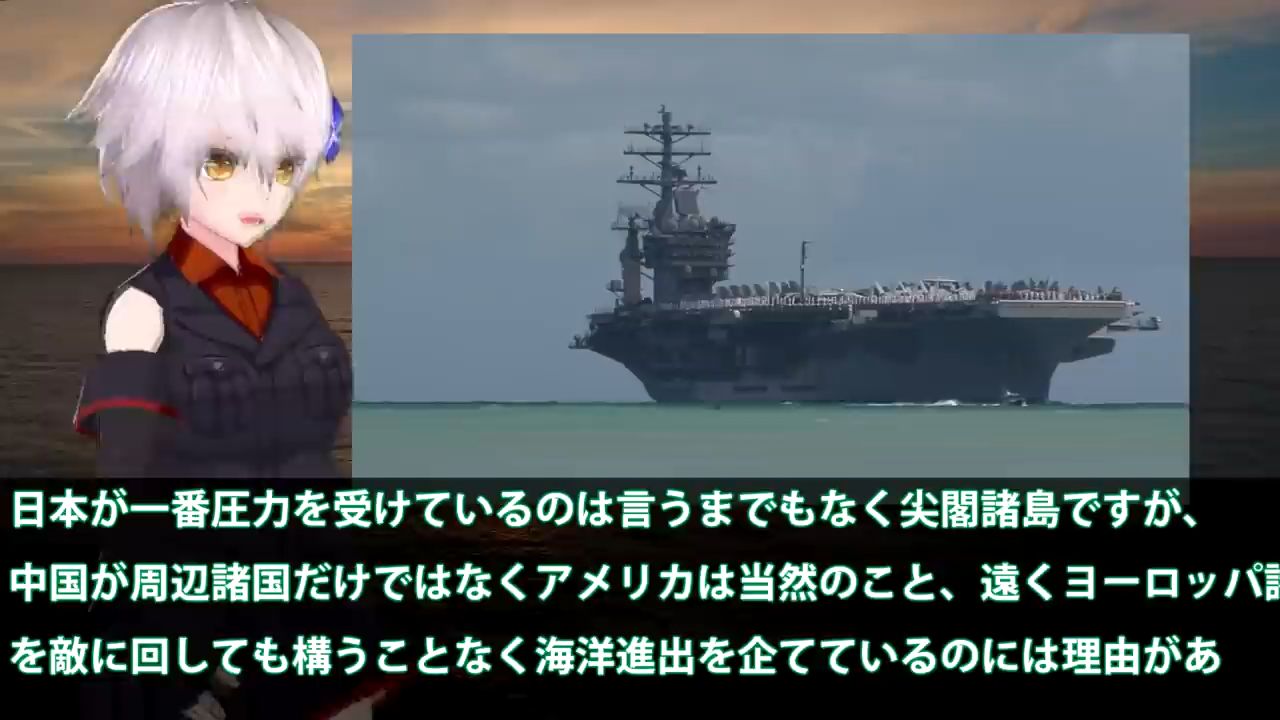 日本が一番圧力を受けているのは言うまでもなく尖閣諸島ですが、
中国が周辺諸国だけではなくアメリカは当然のこと、遠くヨーロッパ
を敵に回しても構うことなく海洋進出を企てているのには理由があ